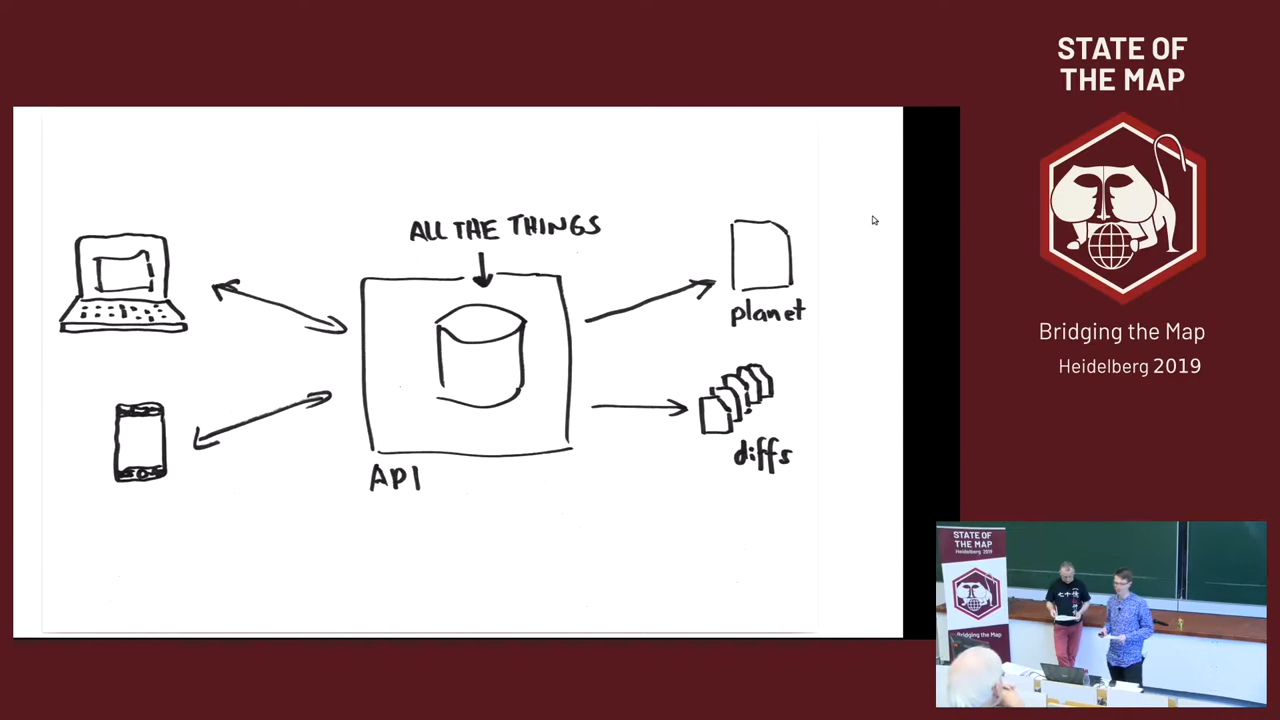 STATE OF
THE MAP
ALL THE THINGS
planet
diffs
API
Bridging the Map
Heidelberg 2019
STATE OF
THE MAP
Heidelberg 2019
Bridging the Map